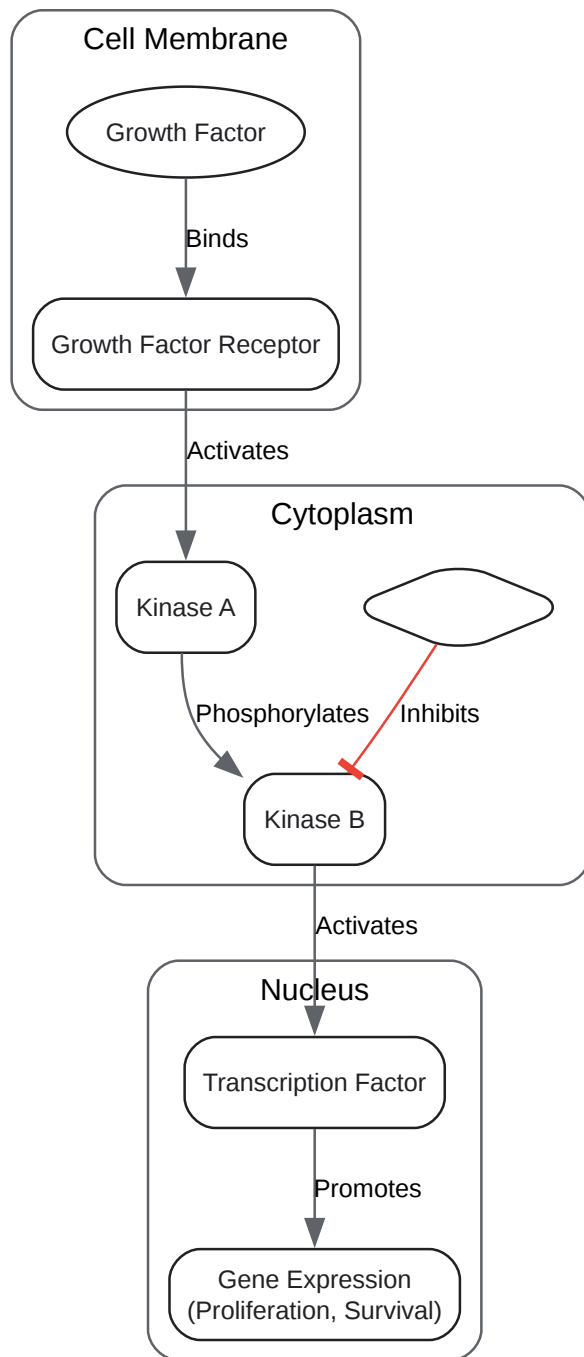 Cell Membrane
Growth Factor
Binds
Growth Factor Receptor
Activates
Cytoplasm
Kinase A
Phosphorylates
Inhibits
Kinase B
Activates
Nucleus
Transcription Factor
Promotes
Gene Expression
(Proliferation, Survival)